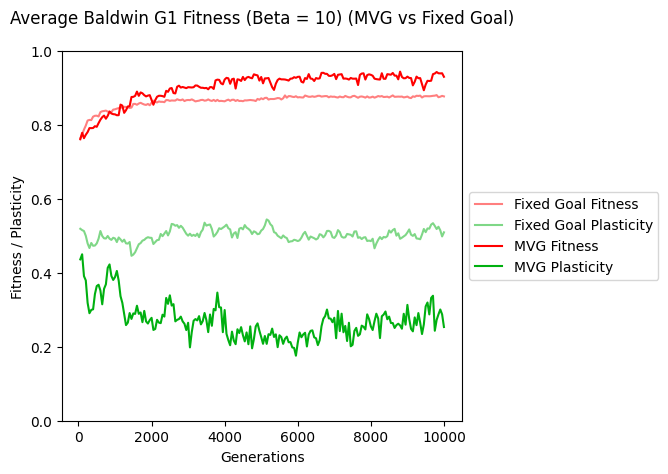 Average Baldwin G1 Fitness (Beta = 10) (MVG vs Fixed Goal)
1.0
0.8
0.6
0.4
0.2
0.0
Fitness / Plasticity
0
2000
4000
6000
8000
10000
Generations
Fixed Goal Fitness
Fixed Goal Plasticity
MVG Fitness
MVG Plasticity